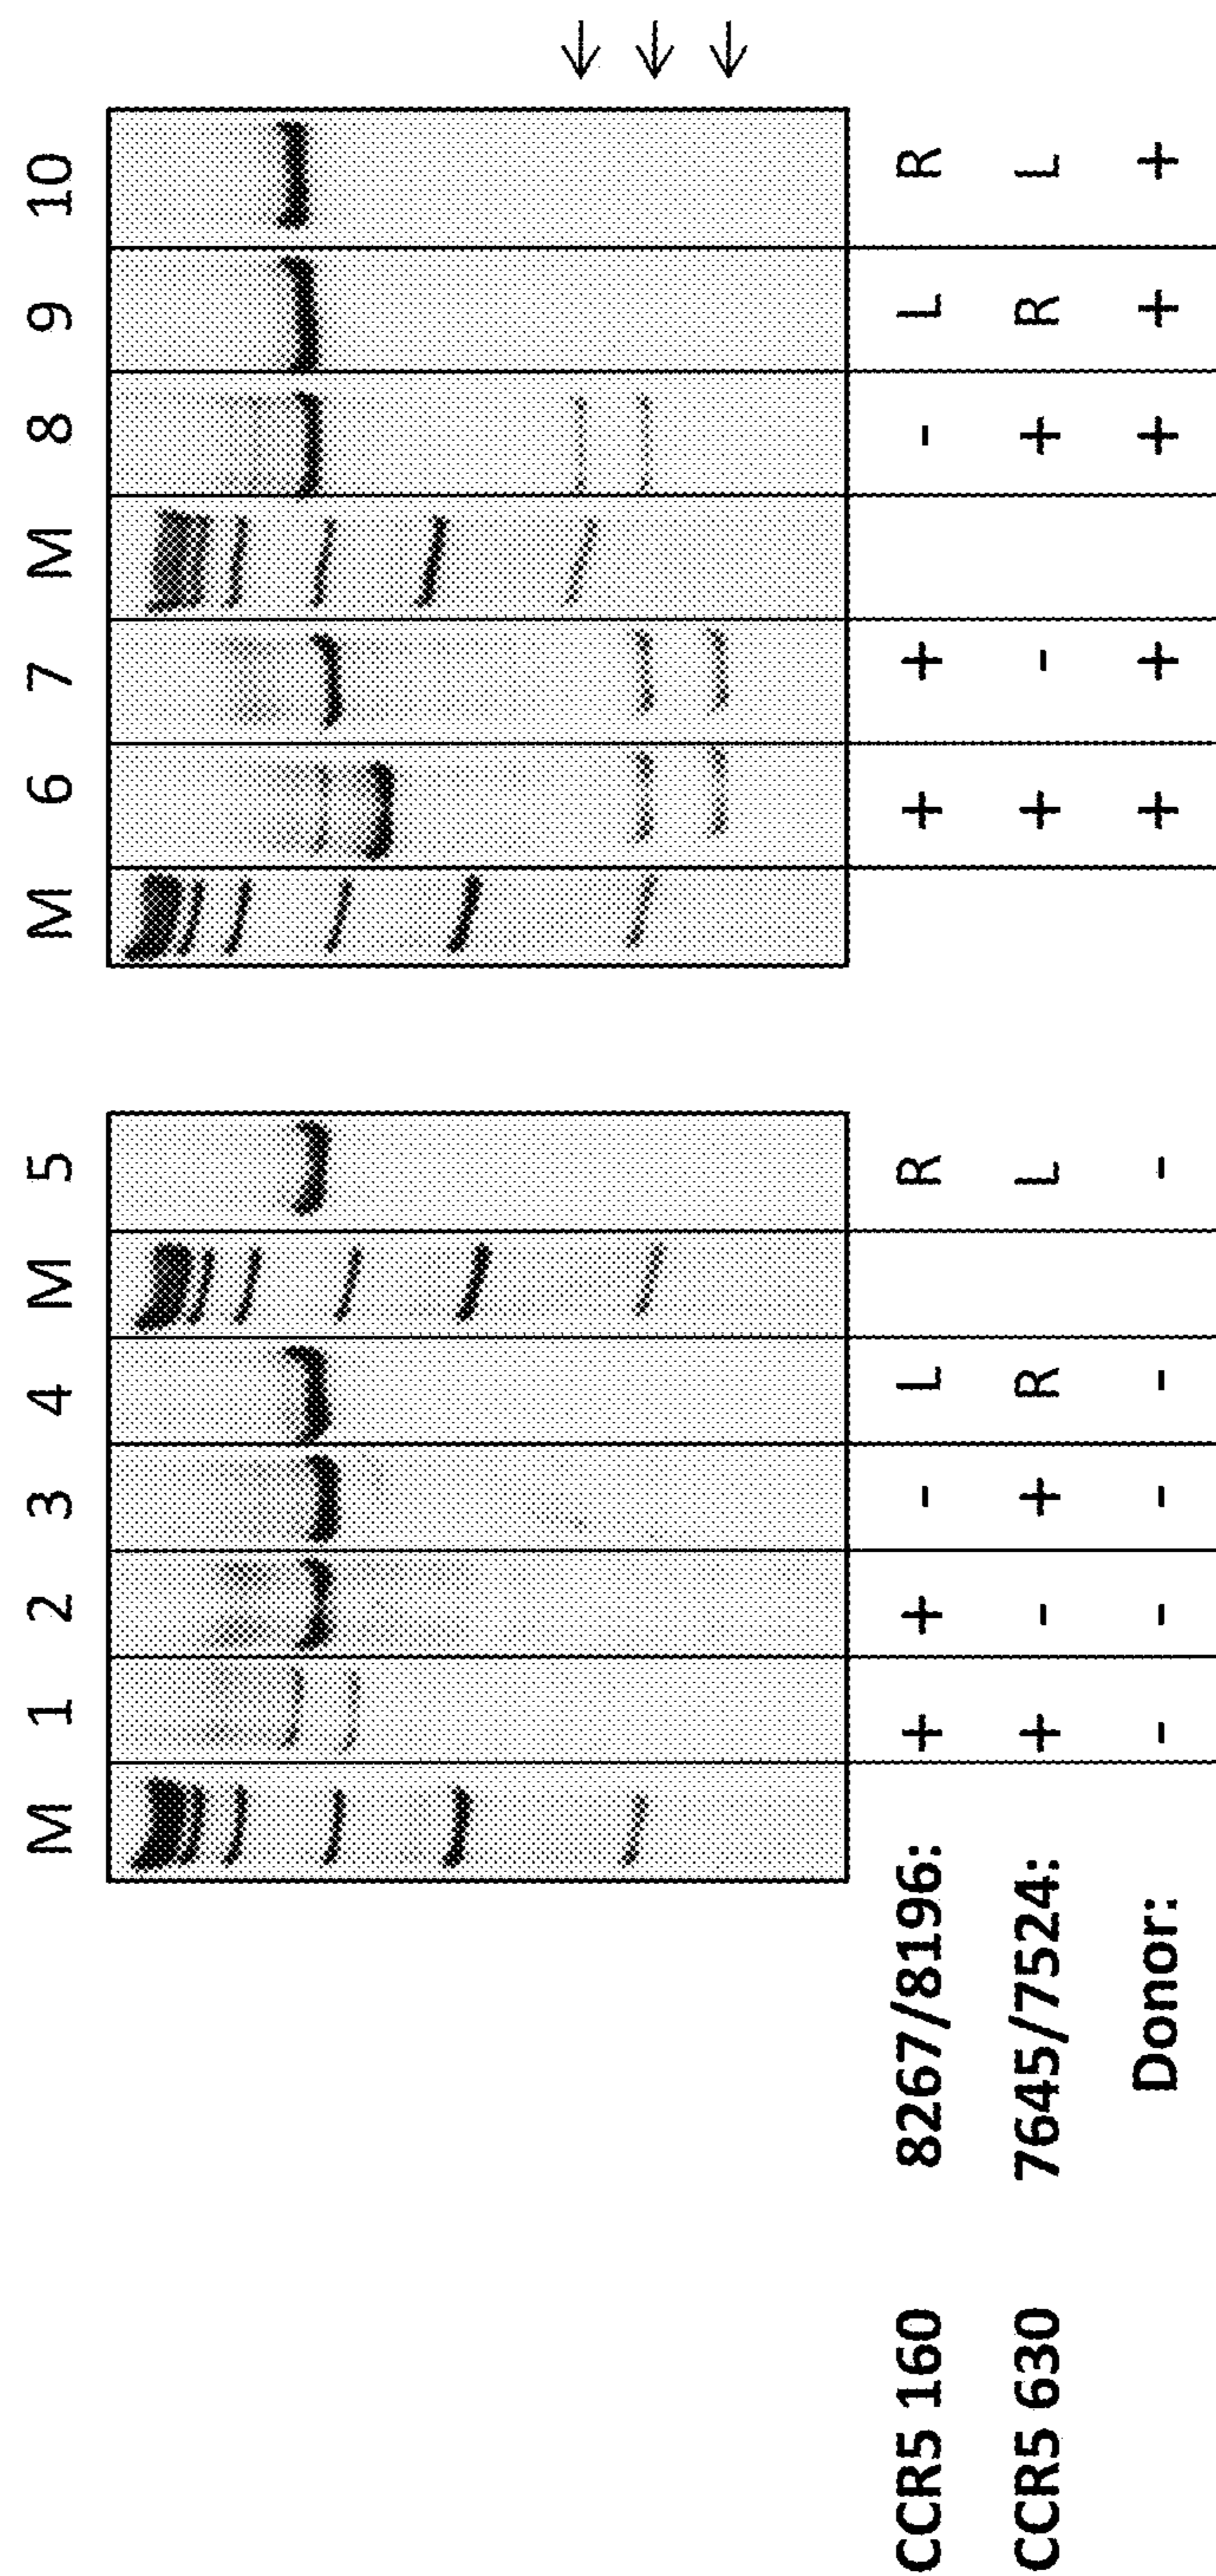 M 1 2 3 4 M 5 M 6 7 M 8 9 10
CCR5 160 8267/8196: + + - L R + + - L R
CCR5 630 7645/7524: + - + R L + - + R L
Donor: - - - - - + + + + +